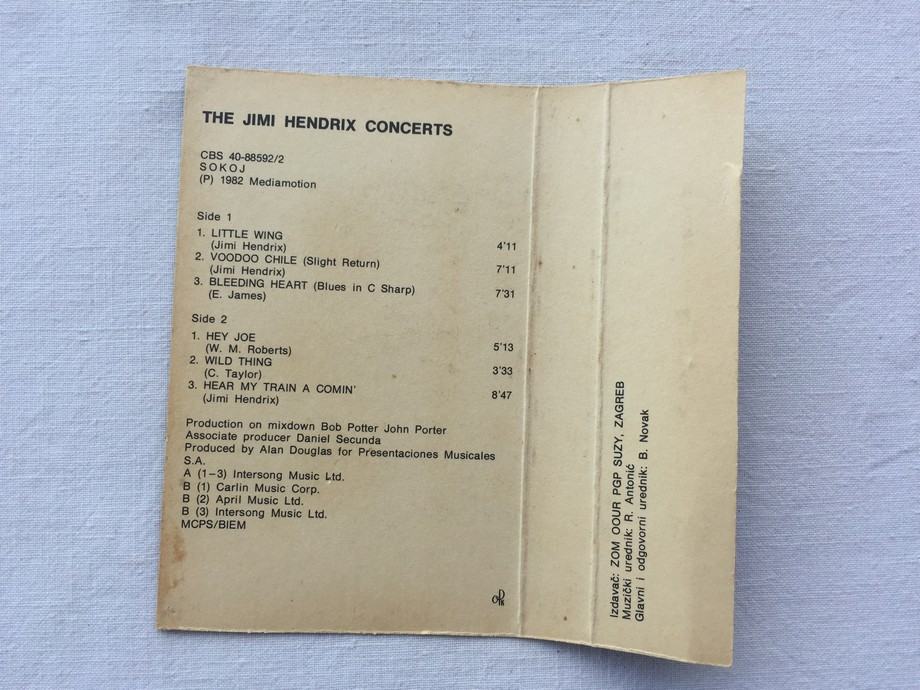 THE JIMI HENDRIX CONCERTS
CBS 40-88592/2
SOKOJ
(P) 1982 Mediamotion
Side 1
1. LITTLE WING
(Jimi Hendrix) 4'11
2. VOODOO CHILE (Slight Return)
(Jimi Hendrix) 7'11
3. BLEEDING HEART (Blues in C Sharp)
(E. James) 7'31
Side 2
1. HEY JOE
(W. M. Roberts) 5'13
2. WILD THING
(C. Taylor) 3'33
3. HEAR MY TRAIN A COMIN'
(Jimi Hendrix) 8'47
Production on mixdown Bob Potter John Porter
Associate producer Daniel Secunda
Produced by Alan Douglas for Presentaciones Musicales
S.A.
A (1–3) Intersong Music Ltd.
B (1) Carlin Music Corp.
B (2) April Music Ltd.
B (3) Intersong Music Ltd.
MCPS/BIEM
Izdavač: ZOM OOUR PGP SUZY, ZAGREB
Muzički urednik: R. Antonić
Glavni i odgovorni urednik: B. Novak